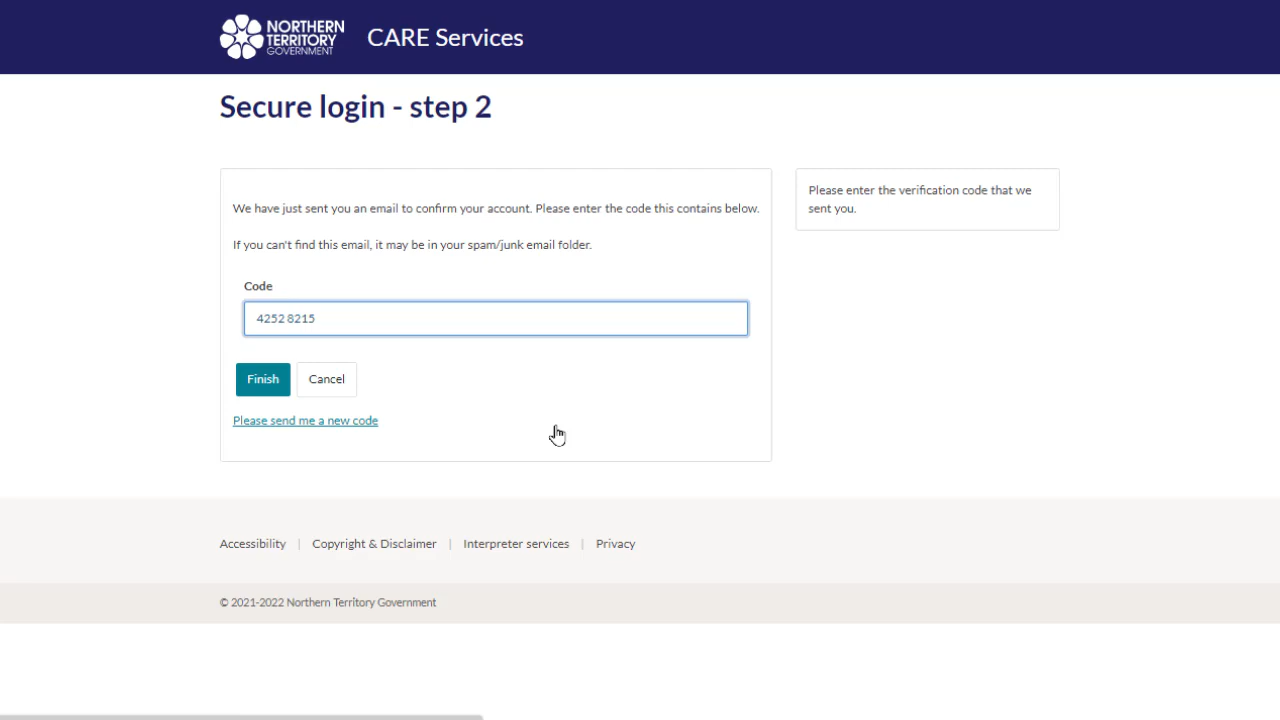 NORTHERN
TERRITORY
GOVERNMENT
CARE Services
Secure login - step 2
We have just sent you an email to confirm your account. Please enter the code this contains below.
If you can't find this email, it may be in your spam/junk email folder.
Code
4252 8215
Finish Cancel
Please send me a new code
Please enter the verification code that we
sent you.
Accessibility | Copyright & Disclaimer | Interpreter services | Privacy
© 2021-2022 Northern Territory Government